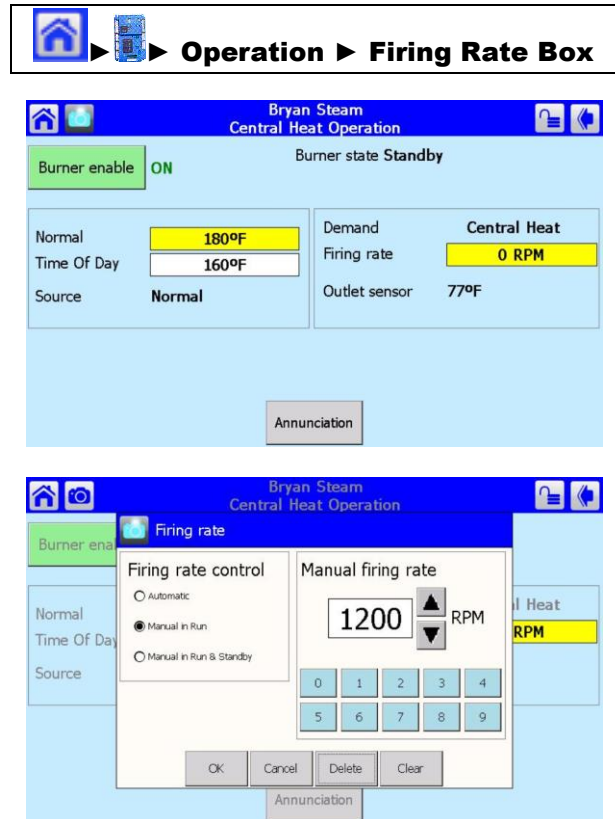 ► ► Operation ► Firing Rate Box
Bryan Steam
Central Heat Operation
Burner enable ON
Burner state Standby
Normal 180ºF
Time Of Day 160ºF
Source Normal
Demand Central Heat
Firing rate 0 RPM
Outlet sensor 77ºF
Annunciation
Bryan Steam
Central Heat Operation
Burner ena
Firing rate
Normal
Time Of Day
Source
l Heat
RPM
Firing rate control
Automatic
Manual in Run
Manual in Run & Standby
Manual firing rate
1200 RPM
0 1 2 3 4
5 6 7 8 9
OK Cancel Delete Clear
Annunciation